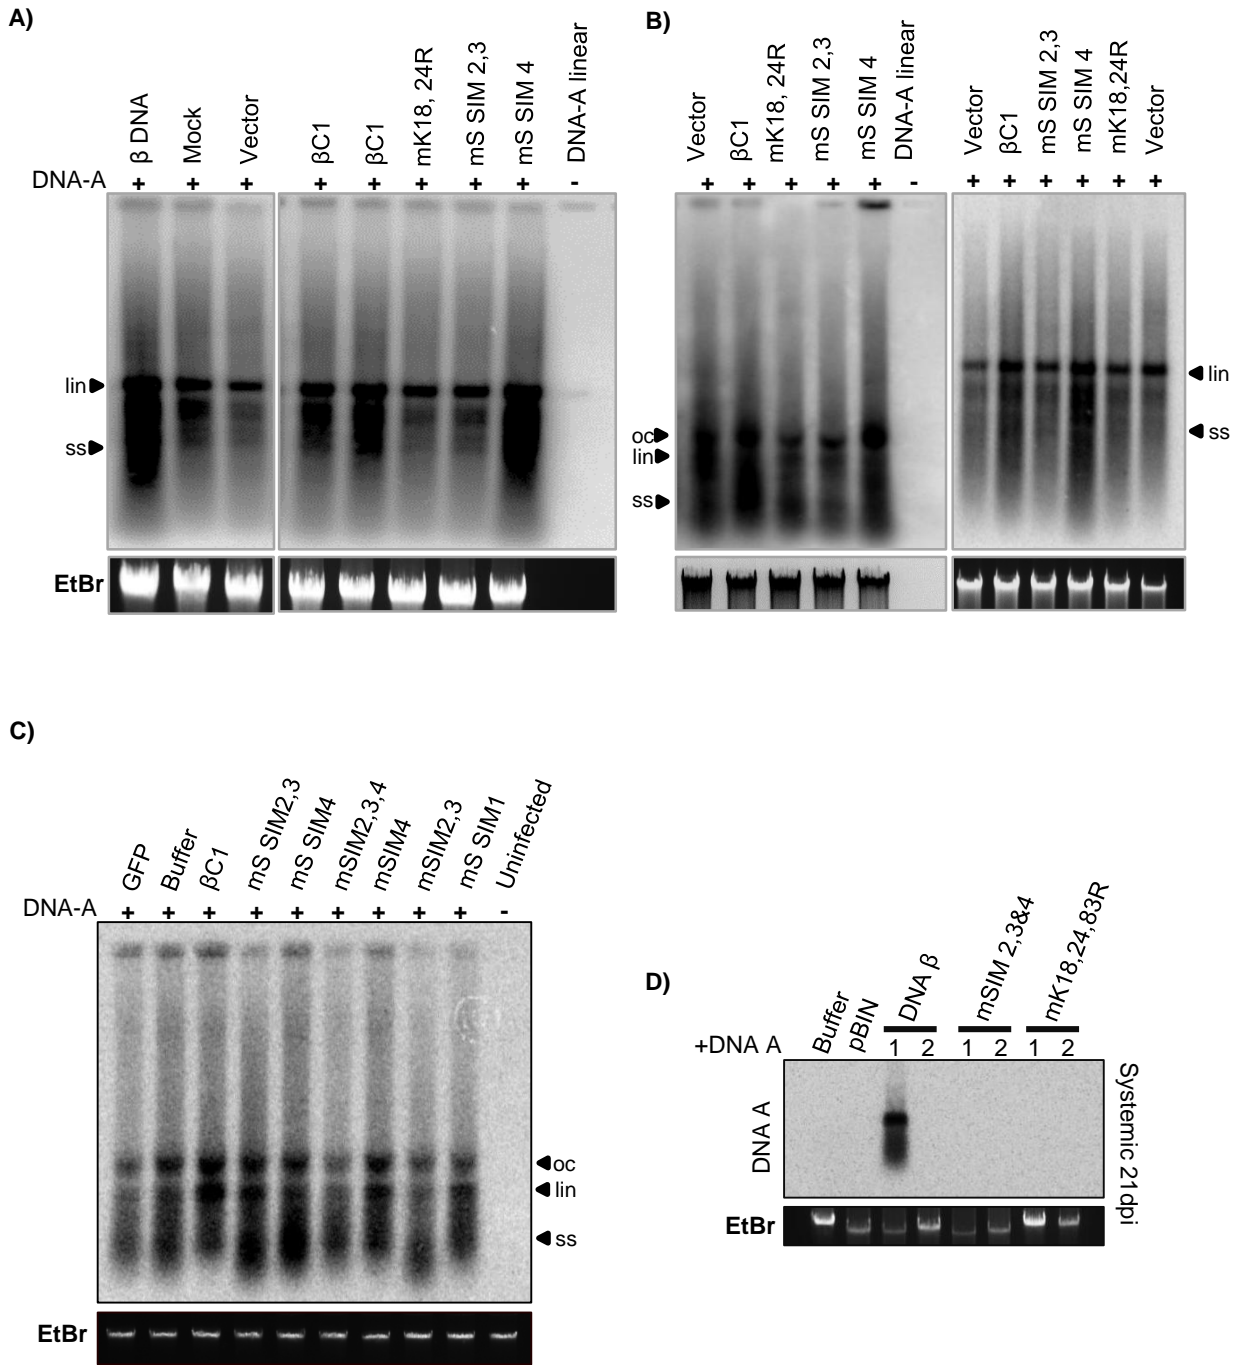 A)
β DNA
Mock
Vector
βC1
βC1
mK18, 24R
mS SIM 2,3
mS SIM 4
DNA-A linear
DNA-A + + + + + + + + -
lin
ss
EtBr
B)
Vector
βC1
mK18, 24R
mS SIM 2,3
mS SIM 4
DNA-A linear
+ + + + + -
Vector
βC1
mS SIM 2,3
mS SIM 4
mK18,24R
Vector
+ + + + + +
oc
lin
ss
lin
ss
C)
GFP
Buffer
βC1
mS SIM2,3
mS SIM4
mSIM2,3,4
mSIM4
mSIM2,3
mS SIM1
Uninfected
DNA-A + + + + + + + + + -
oc
lin
ss
EtBr
D)
Buffer
pBIN
DNA β
mSIM 2,3&4
mK18,24,83R
+DNA A 1 2 1 2 1 2
DNA A
Systemic 21dpi
EtBr